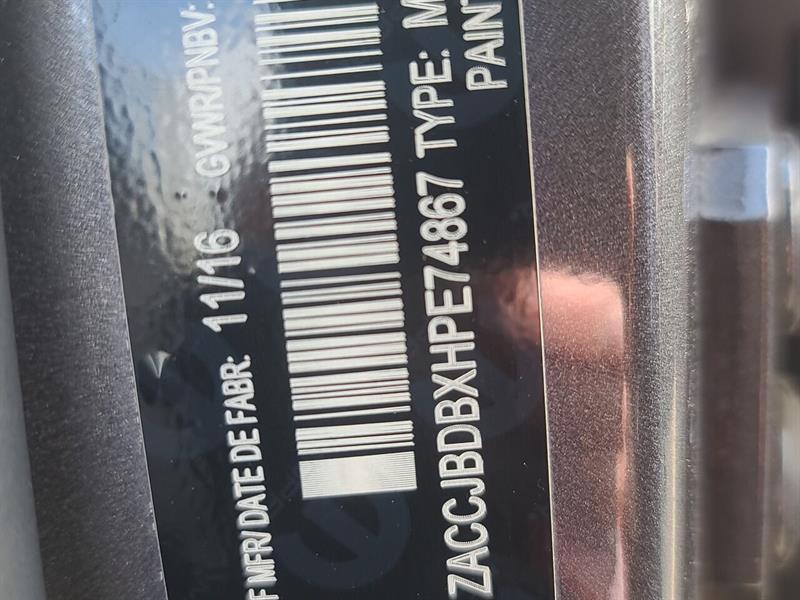 F MFR/DATE DE FABR: 11/16 GVWR/PNBV:
ZACCJBDBXHPE74867 TYPE: M
PAINT